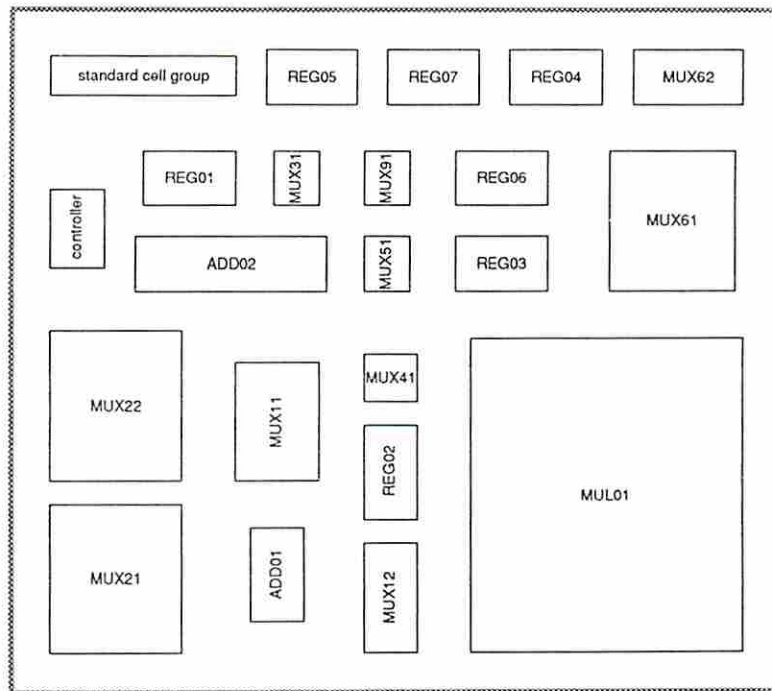 standard cell group
REG05
REG07
REG04
MUX62
REG01
MUX31
MUX91
REG06
MUX61
controller
ADD02
MUX51
REG03
MUX22
MUX11
MUX41
REG02
MUL01
MUX21
ADD01
MUX12